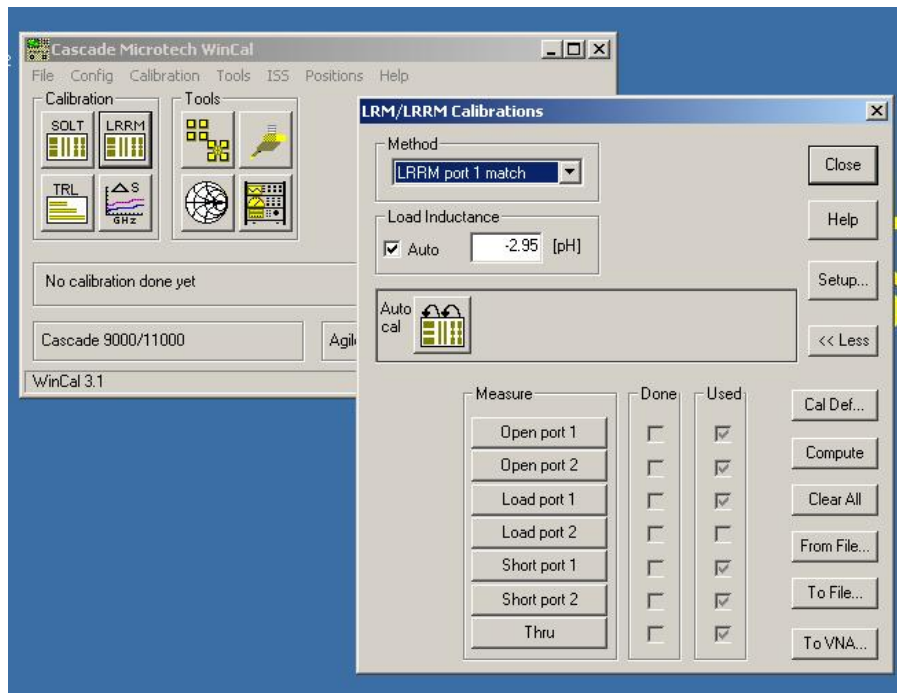 Cascade Microtech WinCal
File Config Calibration Tools ISS Positions Help
Calibration
Tools
SOLT
LRRM
TRL
ΔS
GHz
No calibration done yet
Cascade 9000/11000
Agil
WinCal 3.1
LRM/LRRM Calibrations
Method
LRRM port 1 match
Close
Load Inductance
Auto
-2.95
[pH]
Help
Setup...
Auto
cal
<< Less
Measure
Done
Used
Cal Def...
Open port 1
Open port 2
Compute
Load port 1
Clear All
Load port 2
From File...
Short port 1
Short port 2
To File...
Thru
To VNA...